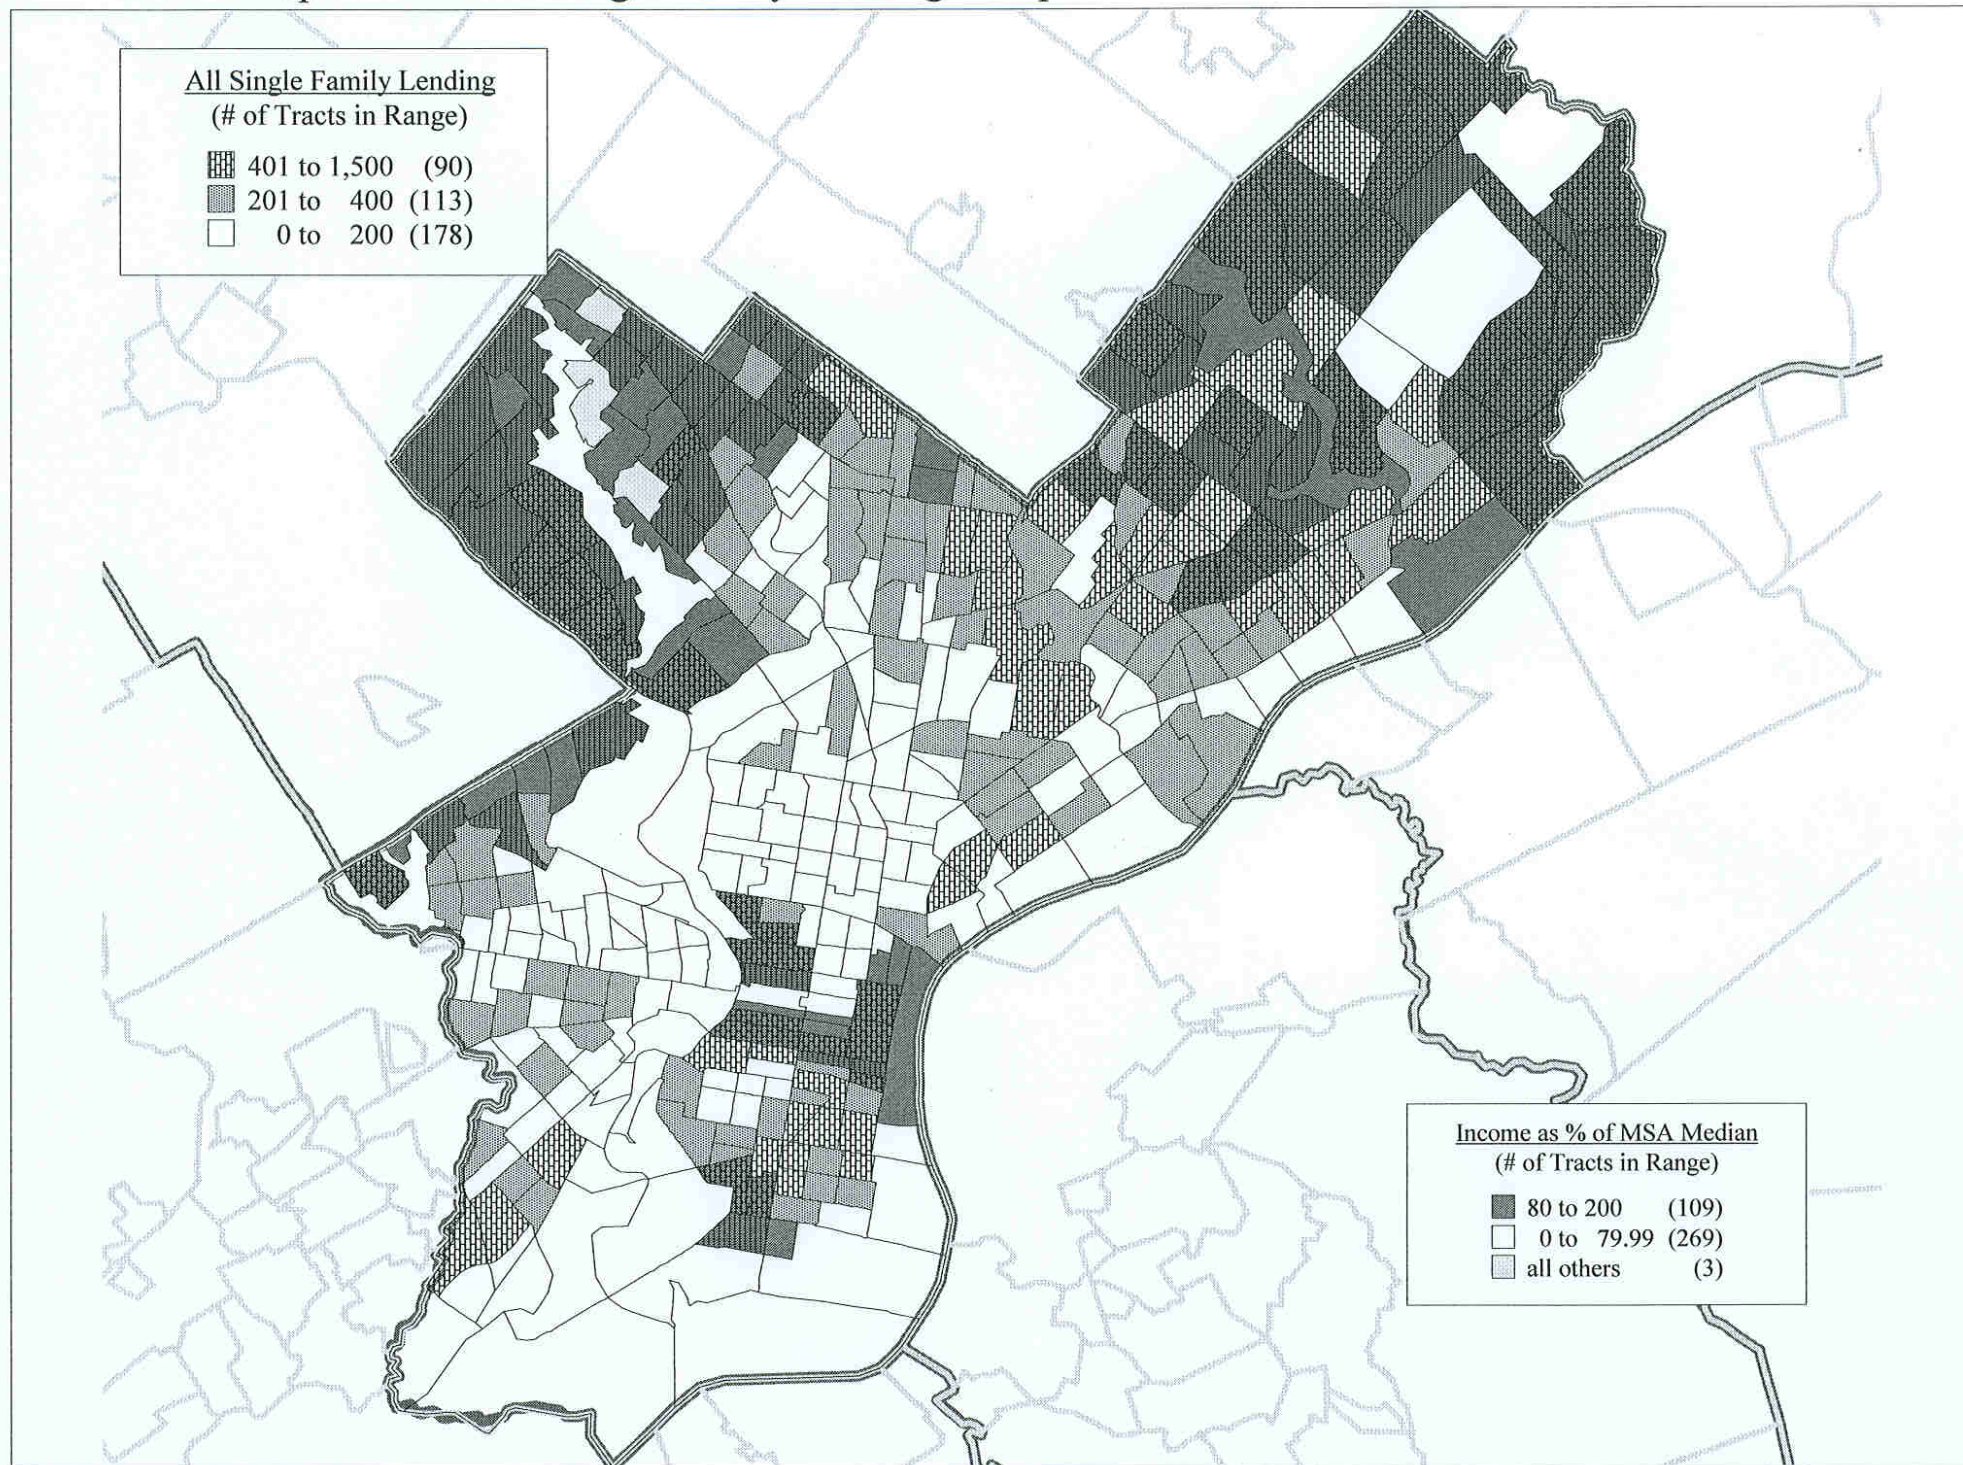 All Single Family Lending
(# of Tracts in Range)
401 to 1,500 (90)
201 to 400 (113)
0 to 200 (178)
Income as % of MSA Median
(# of Tracts in Range)
80 to 200 (109)
0 to 79.99 (269)
all others (3)